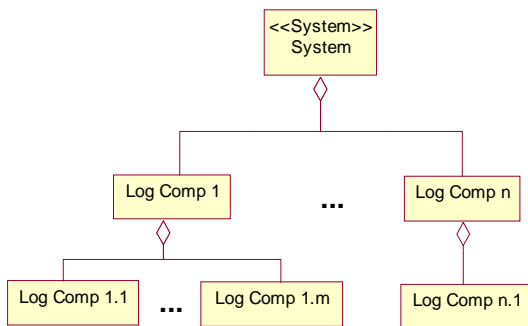 <<System>>
System
Log Comp 1
...
Log Comp n
Log Comp 1.1
...
Log Comp 1.m
Log Comp n.1